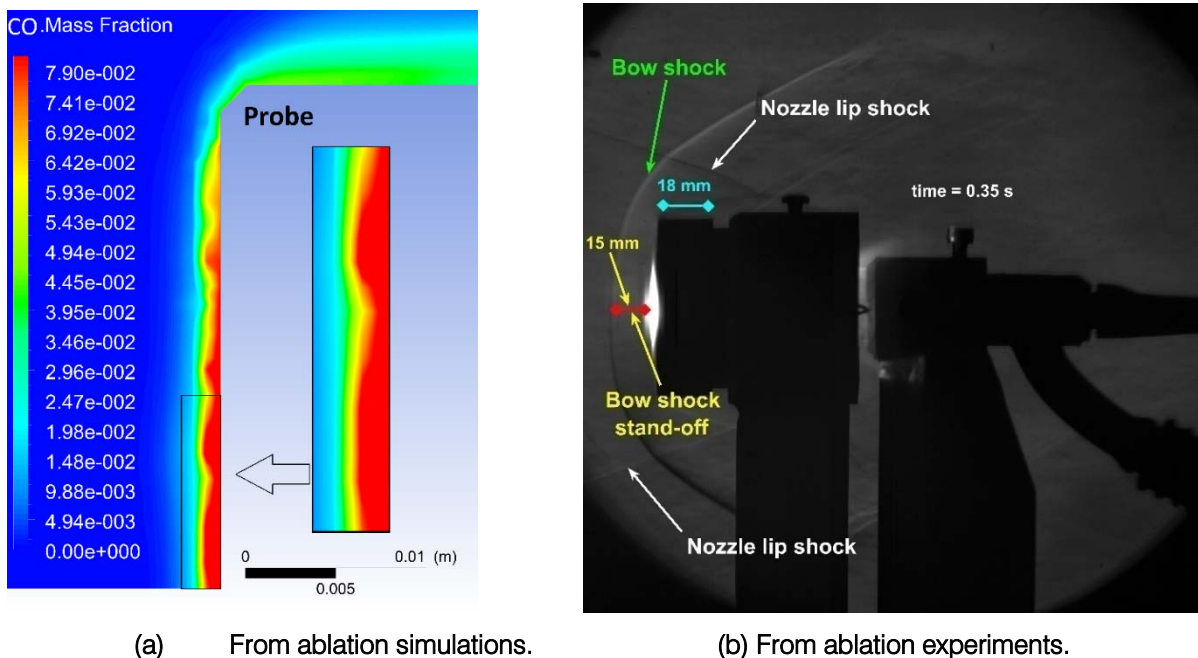 CO.Mass Fraction
7.90e-002
7.41e-002
6.92e-002
6.42e-002
5.93e-002
5.43e-002
4.94e-002
4.45e-002
3.95e-002
3.46e-002
2.96e-002
2.47e-002
1.98e-002
1.48e-002
9.88e-003
4.94e-003
0.00e+000
Probe
0 0.01 (m)
0.005
Bow shock
Nozzle lip shock
18 mm
time = 0.35 s
15 mm
Bow shock
stand-off
Nozzle lip shock
(a) From ablation simulations.
(b) From ablation experiments.